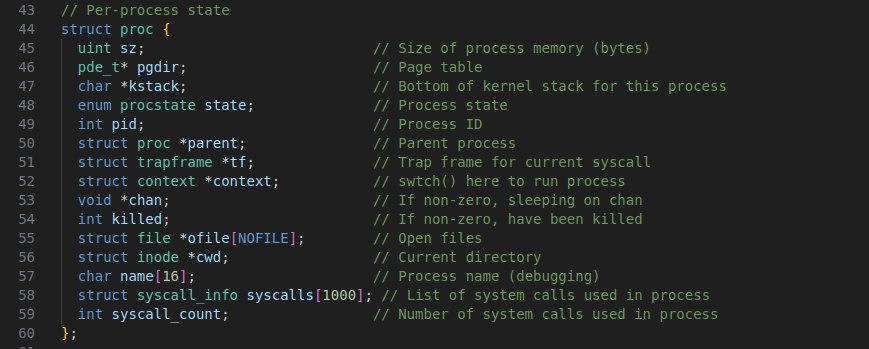 43 // Per-process state
44 struct proc {
45 uint sz; // Size of process memory (bytes)
46 pde_t* pgdir; // Page table
47 char *kstack; // Bottom of kernel stack for this process
48 enum procstate state; // Process state
49 int pid; // Process ID
50 struct proc *parent; // Parent process
51 struct trapframe *tf; // Trap frame for current syscall
52 struct context *context; // swtch() here to run process
53 void *chan; // If non-zero, sleeping on chan
54 int killed; // If non-zero, have been killed
55 struct file *ofile[NOFILE]; // Open files
56 struct inode *cwd; // Current directory
57 char name[16]; // Process name (debugging)
58 struct syscall_info syscalls[1000]; // List of system calls used in process
59 int syscall_count; // Number of system calls used in process
60 };